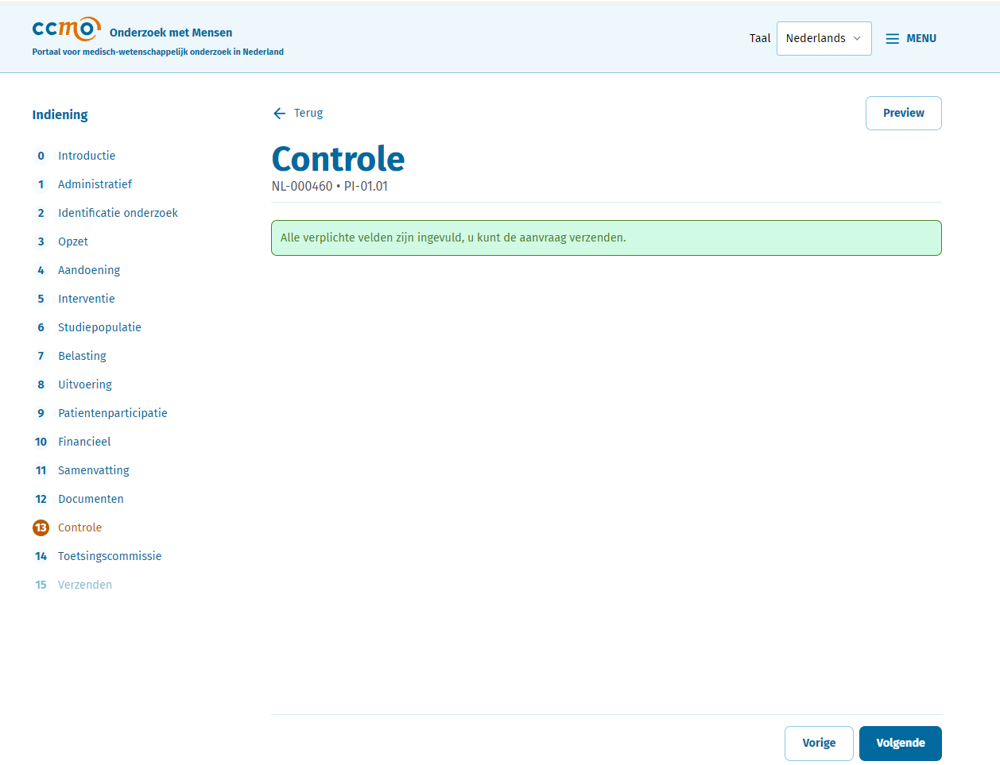 ccmo Onderzoek met Mensen
Portaal voor medisch-wetenschappelijk onderzoek in Nederland
Taal Nederlands MENU
Indiening
0 Introductie
1 Administratief
2 Identificatie onderzoek
3 Opzet
4 Aandoening
5 Interventie
6 Studiepopulatie
7 Belasting
8 Uitvoering
9 Patientenparticipatie
10 Financieel
11 Samenvatting
12 Documenten
13 Controle
14 Toetsingscommissie
15 Verzenden
Terug
Preview
Controle
NL-000460 • PI-01.01
Alle verplichte velden zijn ingevuld, u kunt de aanvraag verzenden.
Vorige Volgende